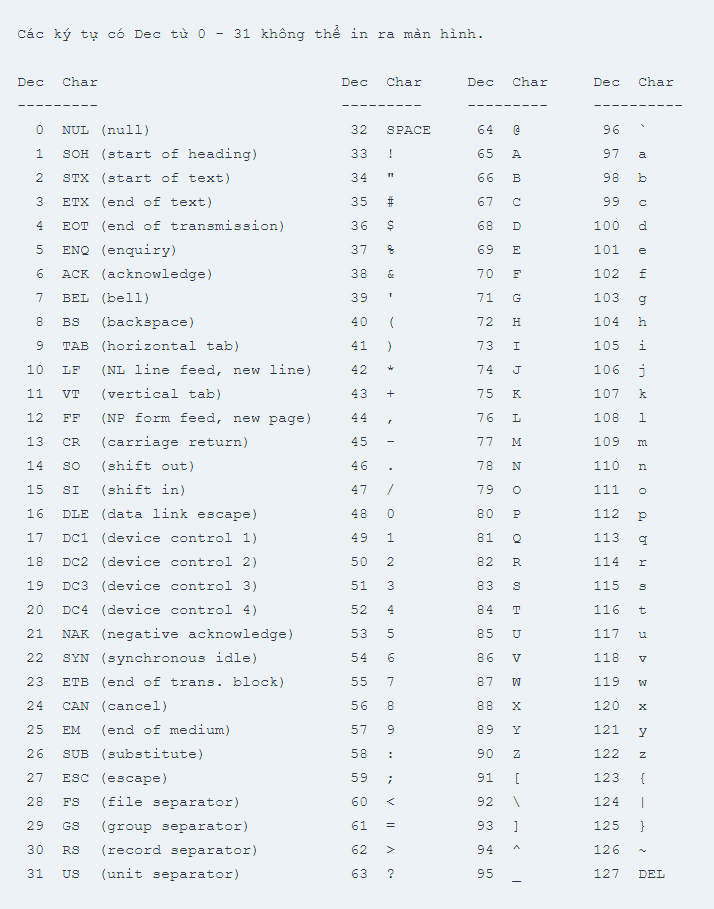 Các ký tự có Dec từ 0 - 31 không thể in ra màn hình.
Dec  Char                           Dec  Char     Dec  Char     Dec  Char
---------                           ---------     ---------     ----------
  0  NUL (null)                      32  SPACE     64  @         96  `
  1  SOH (start of heading)          33  !         65  A         97  a
  2  STX (start of text)             34  "         66  B         98  b
  3  ETX (end of text)               35  #         67  C         99  c
  4  EOT (end of transmission)       36  $         68  D        100  d
  5  ENQ (enquiry)                   37  %         69  E        101  e
  6  ACK (acknowledge)               38  &         70  F        102  f
  7  BEL (bell)                      39  '         71  G        103  g
  8  BS  (backspace)                 40  (         72  H        104  h
  9  TAB (horizontal tab)            41  )         73  I        105  i
 10  LF  (NL line feed, new line)    42  *         74  J        106  j
 11  VT  (vertical tab)              43  +         75  K        107  k
 12  FF  (NP form feed, new page)    44  ,         76  L        108  l
 13  CR  (carriage return)           45  -         77  M        109  m
 14  SO  (shift out)                 46  .         78  N        110  n
 15  SI  (shift in)                  47  /         79  O        111  o
 16  DLE (data link escape)          48  0         80  P        112  p
 17  DC1 (device control 1)          49  1         81  Q        113  q
 18  DC2 (device control 2)          50  2         82  R        114  r
 19  DC3 (device control 3)          51  3         83  S        115  s
 20  DC4 (device control 4)          52  4         84  T        116  t
 21  NAK (negative acknowledge)      53  5         85  U        117  u
 22  SYN (synchronous idle)          54  6         86  V        118  v
 23  ETB (end of trans. block)       55  7         87  W        119  w
 24  CAN (cancel)                    56  8         88  X        120  x
 25  EM  (end of medium)             57  9         89  Y        121  y
 26  SUB (substitute)                58  :         90  Z        122  z
 27  ESC (escape)                    59  ;         91  [        123  {
 28  FS  (file separator)            60  <         92  \        124  |
 29  GS  (group separator)           61  =         93  ]        125  }
 30  RS  (record separator)          62  >         94  ^        126  ~
 31  US  (unit separator)            63  ?         95  _        127  DEL